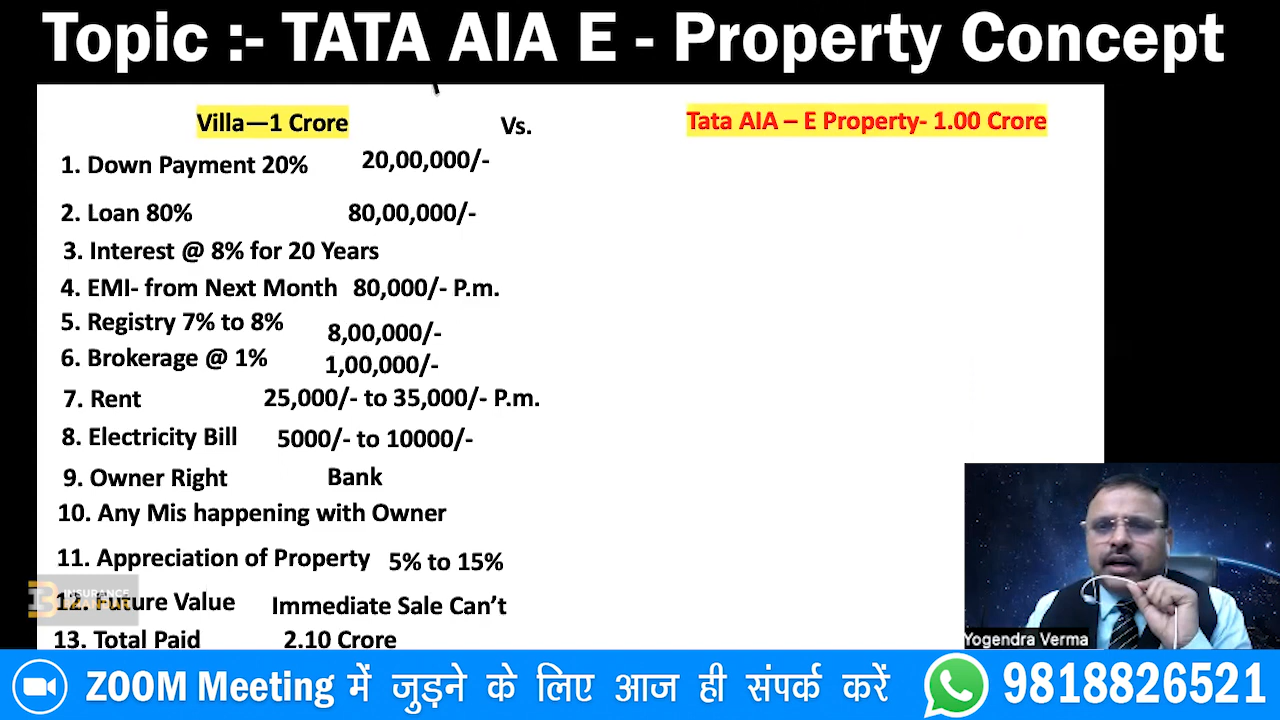 Topic :- TATA AIA E - Property Concept
Villa—1 Crore
Vs.
Tata AIA – E Property- 1.00 Crore
1. Down Payment 20% 20,00,000/-
2. Loan 80% 80,00,000/-
3. Interest @ 8% for 20 Years
4. EMI- from Next Month 80,000/- P.m.
5. Registry 7% to 8% 8,00,000/-
6. Brokerage @ 1% 1,00,000/-
7. Rent 25,000/- to 35,000/- P.m.
8. Electricity Bill 5000/- to 10000/-
9. Owner Right Bank
10. Any Mis happening with Owner
11. Appreciation of Property 5% to 15%
12. Future Value Immediate Sale Can’t
INSURANCE
13. Total Paid 2.10 Crore
Yogendra Verma
ZOOM Meeting में जुड़ने के लिए आज ही संपर्क करें 9818826521